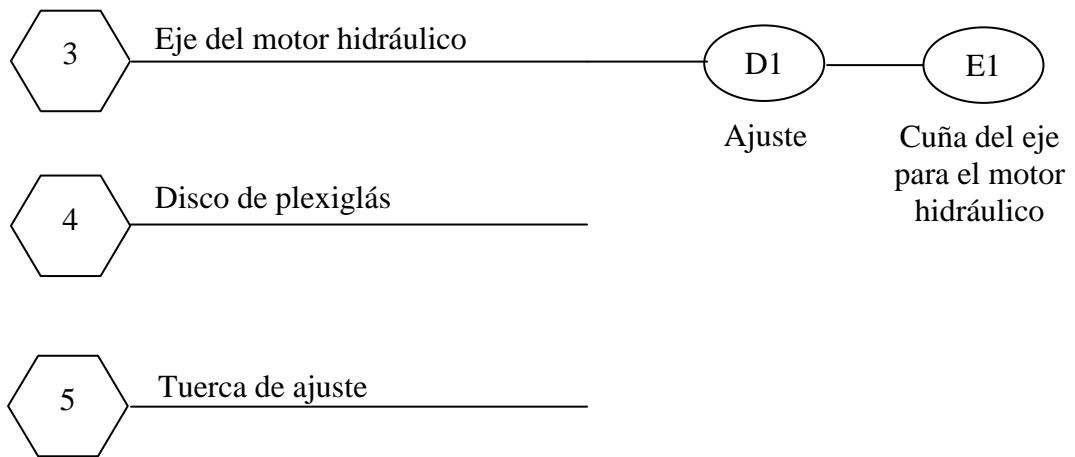 3
Eje del motor hidráulico
D1
E1
Ajuste
Cuña del eje
para el motor
hidráulico
4
Disco de plexiglás
5
Tuerca de ajuste